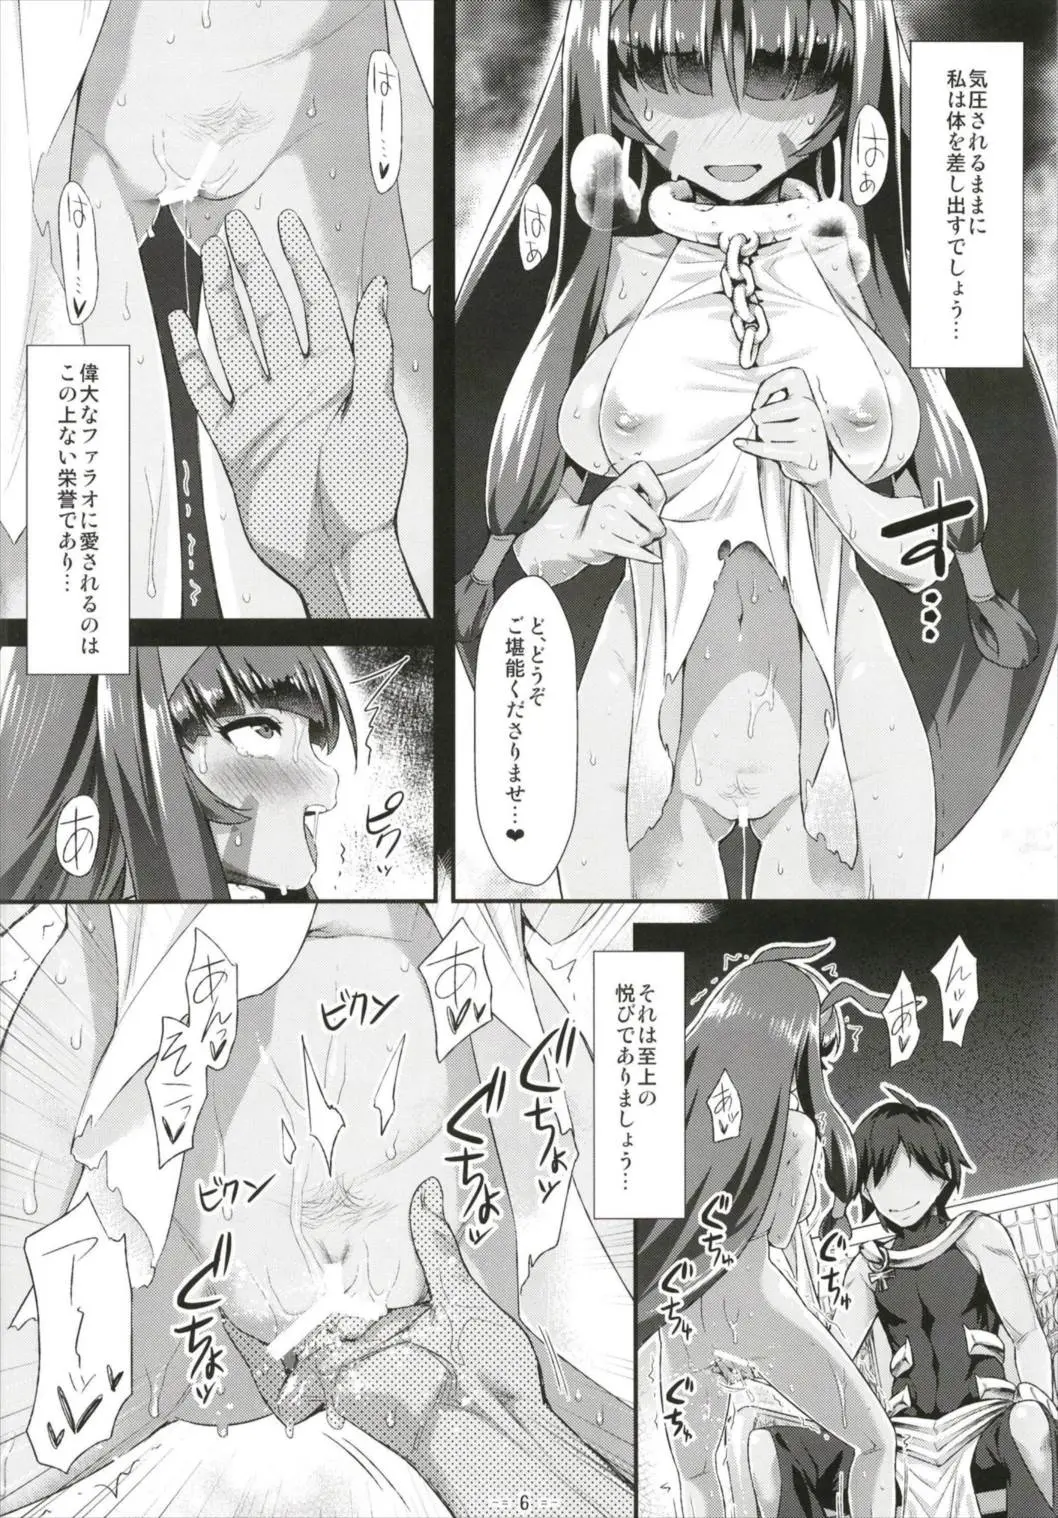 気圧されるままに
私は体を差し出すでしょう…
はぁ
はぁ
す…
ど、どうぞ
ご堪能くださりませ…♥
はー…
はー…♥
偉大なファラオに愛されるのは
この上ない栄誉であり…
あ
ピクッ
それは至上の
悦びでありましょう…
んッ
あッ♥
あッ♥
ぐちゅ
ぐちゅ
ぐちゅ
ぐちゅ
あッ♥
あんッ
そこっ♥
ビクン
ビクン
ぐちょ
ぐちょ
ぐちょ
アーッ♥♥♥
6